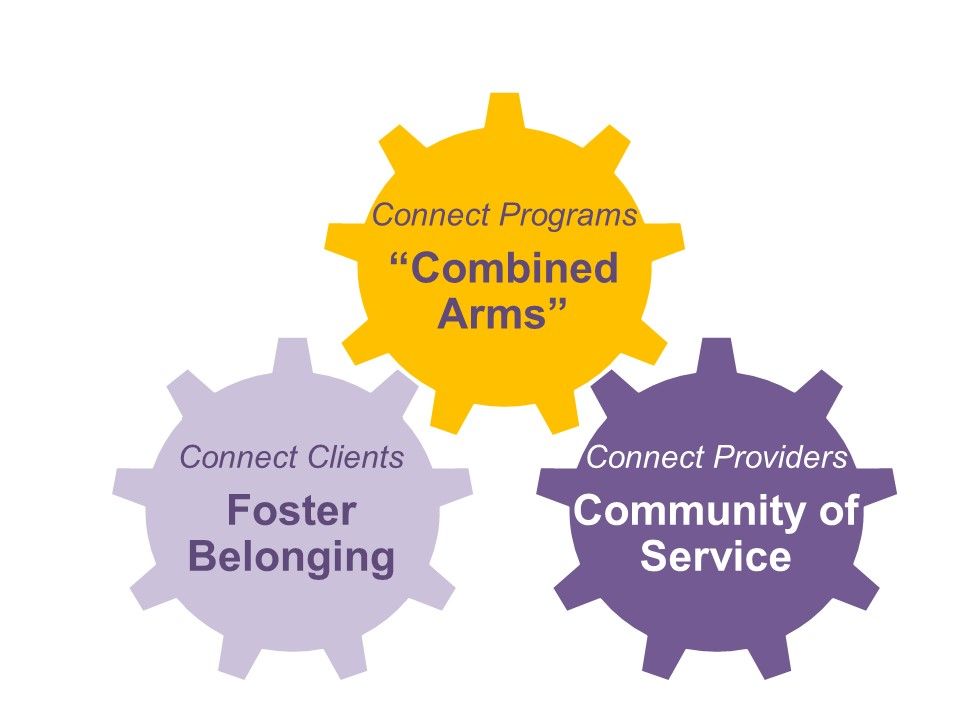 Connect Programs
“Combined
Arms”
Connect Clients
Foster
Belonging
Connect Providers
Community of
Service